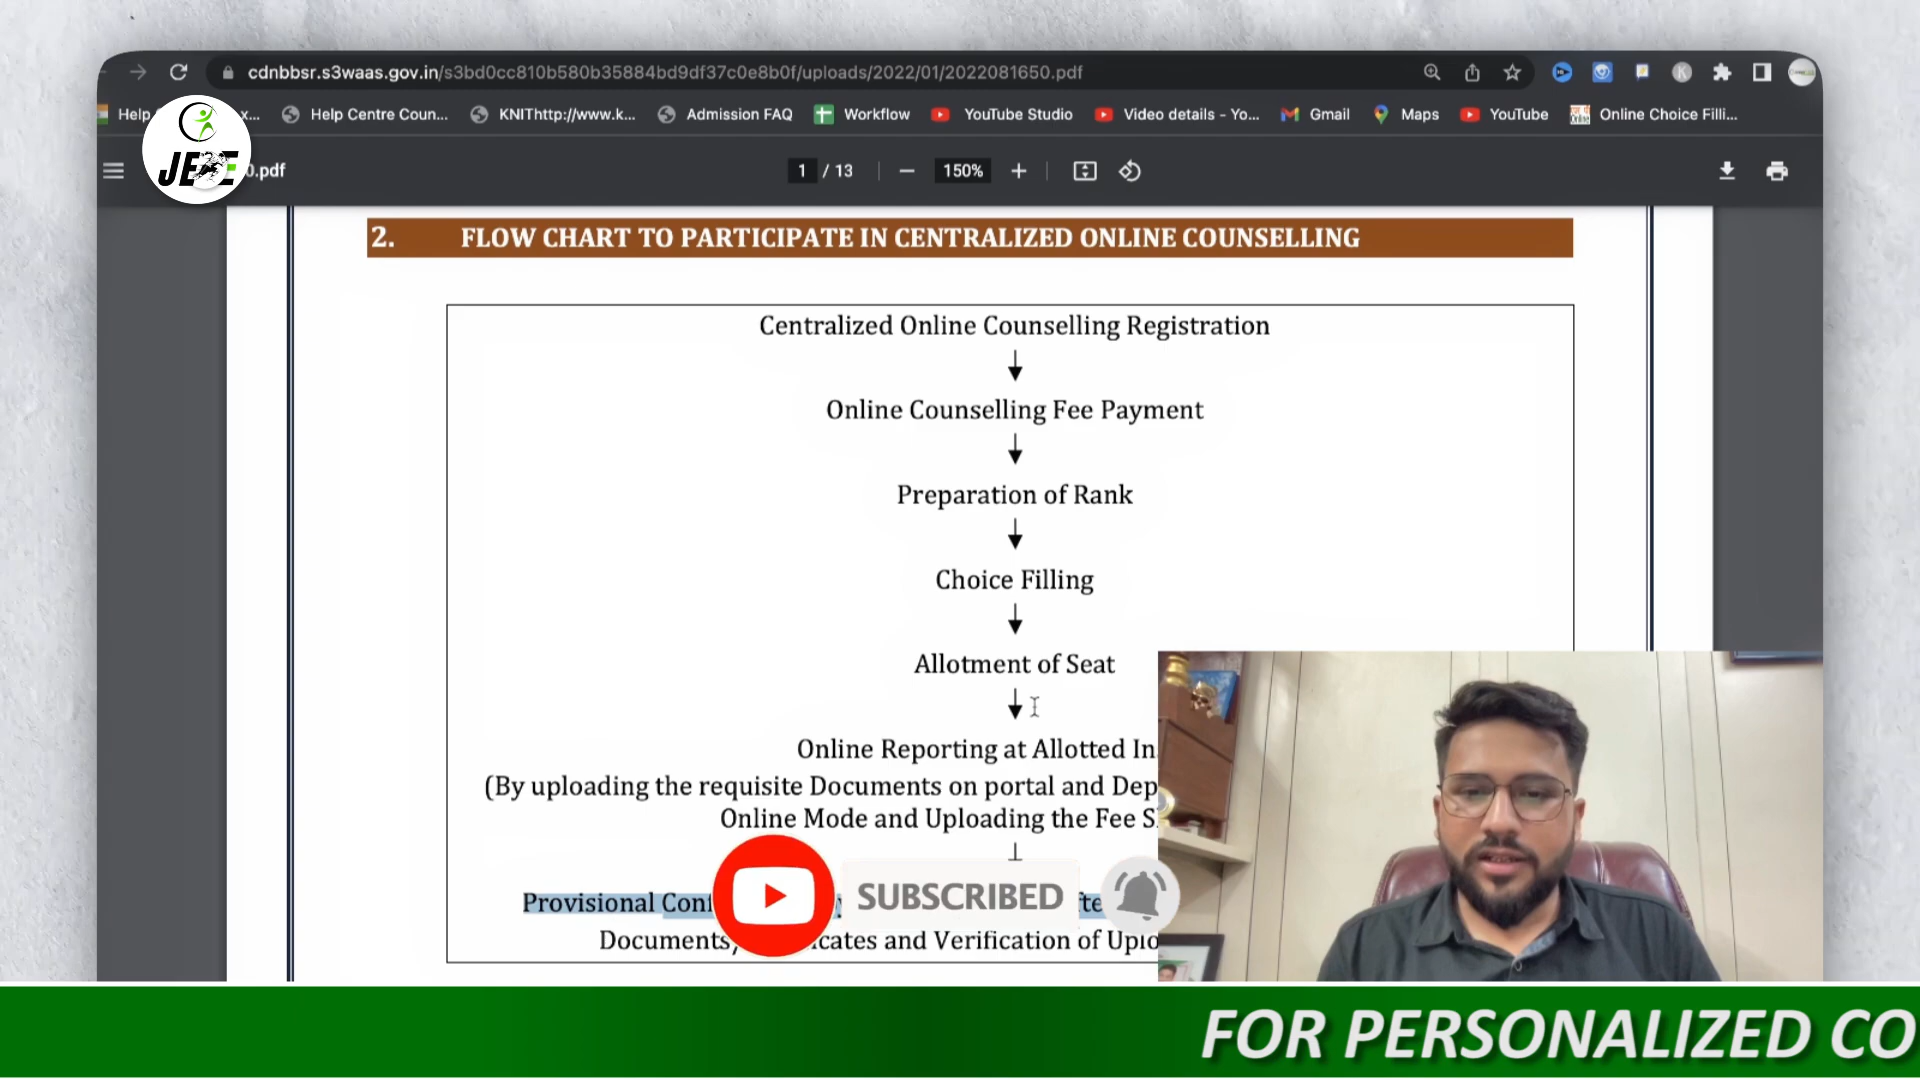 cdnbbsr.s3waas.gov.in/s3bd0cc810b580b35884bd9df37c0e8b0f/uploads/2022/01/2022081650.pdf
Help x... Help Centre Coun... KNIThttp://www.k... Admission FAQ Workflow YouTube Studio Video details - Yo... Gmail Maps YouTube Online Choice Filli...
JE E
0.pdf 1 / 13 150%
2. FLOW CHART TO PARTICIPATE IN CENTRALIZED ONLINE COUNSELLING
Centralized Online Counselling Registration
Online Counselling Fee Payment
Preparation of Rank
Choice Filling
Allotment of Seat
Online Reporting at Allotted In
(By uploading the requisite Documents on portal and Dep
Online Mode and Uploading the Fee S
Provisional Conf
SUBSCRIBED
Documents, icates and Verification of Uplo
FOR PERSONALIZED CO